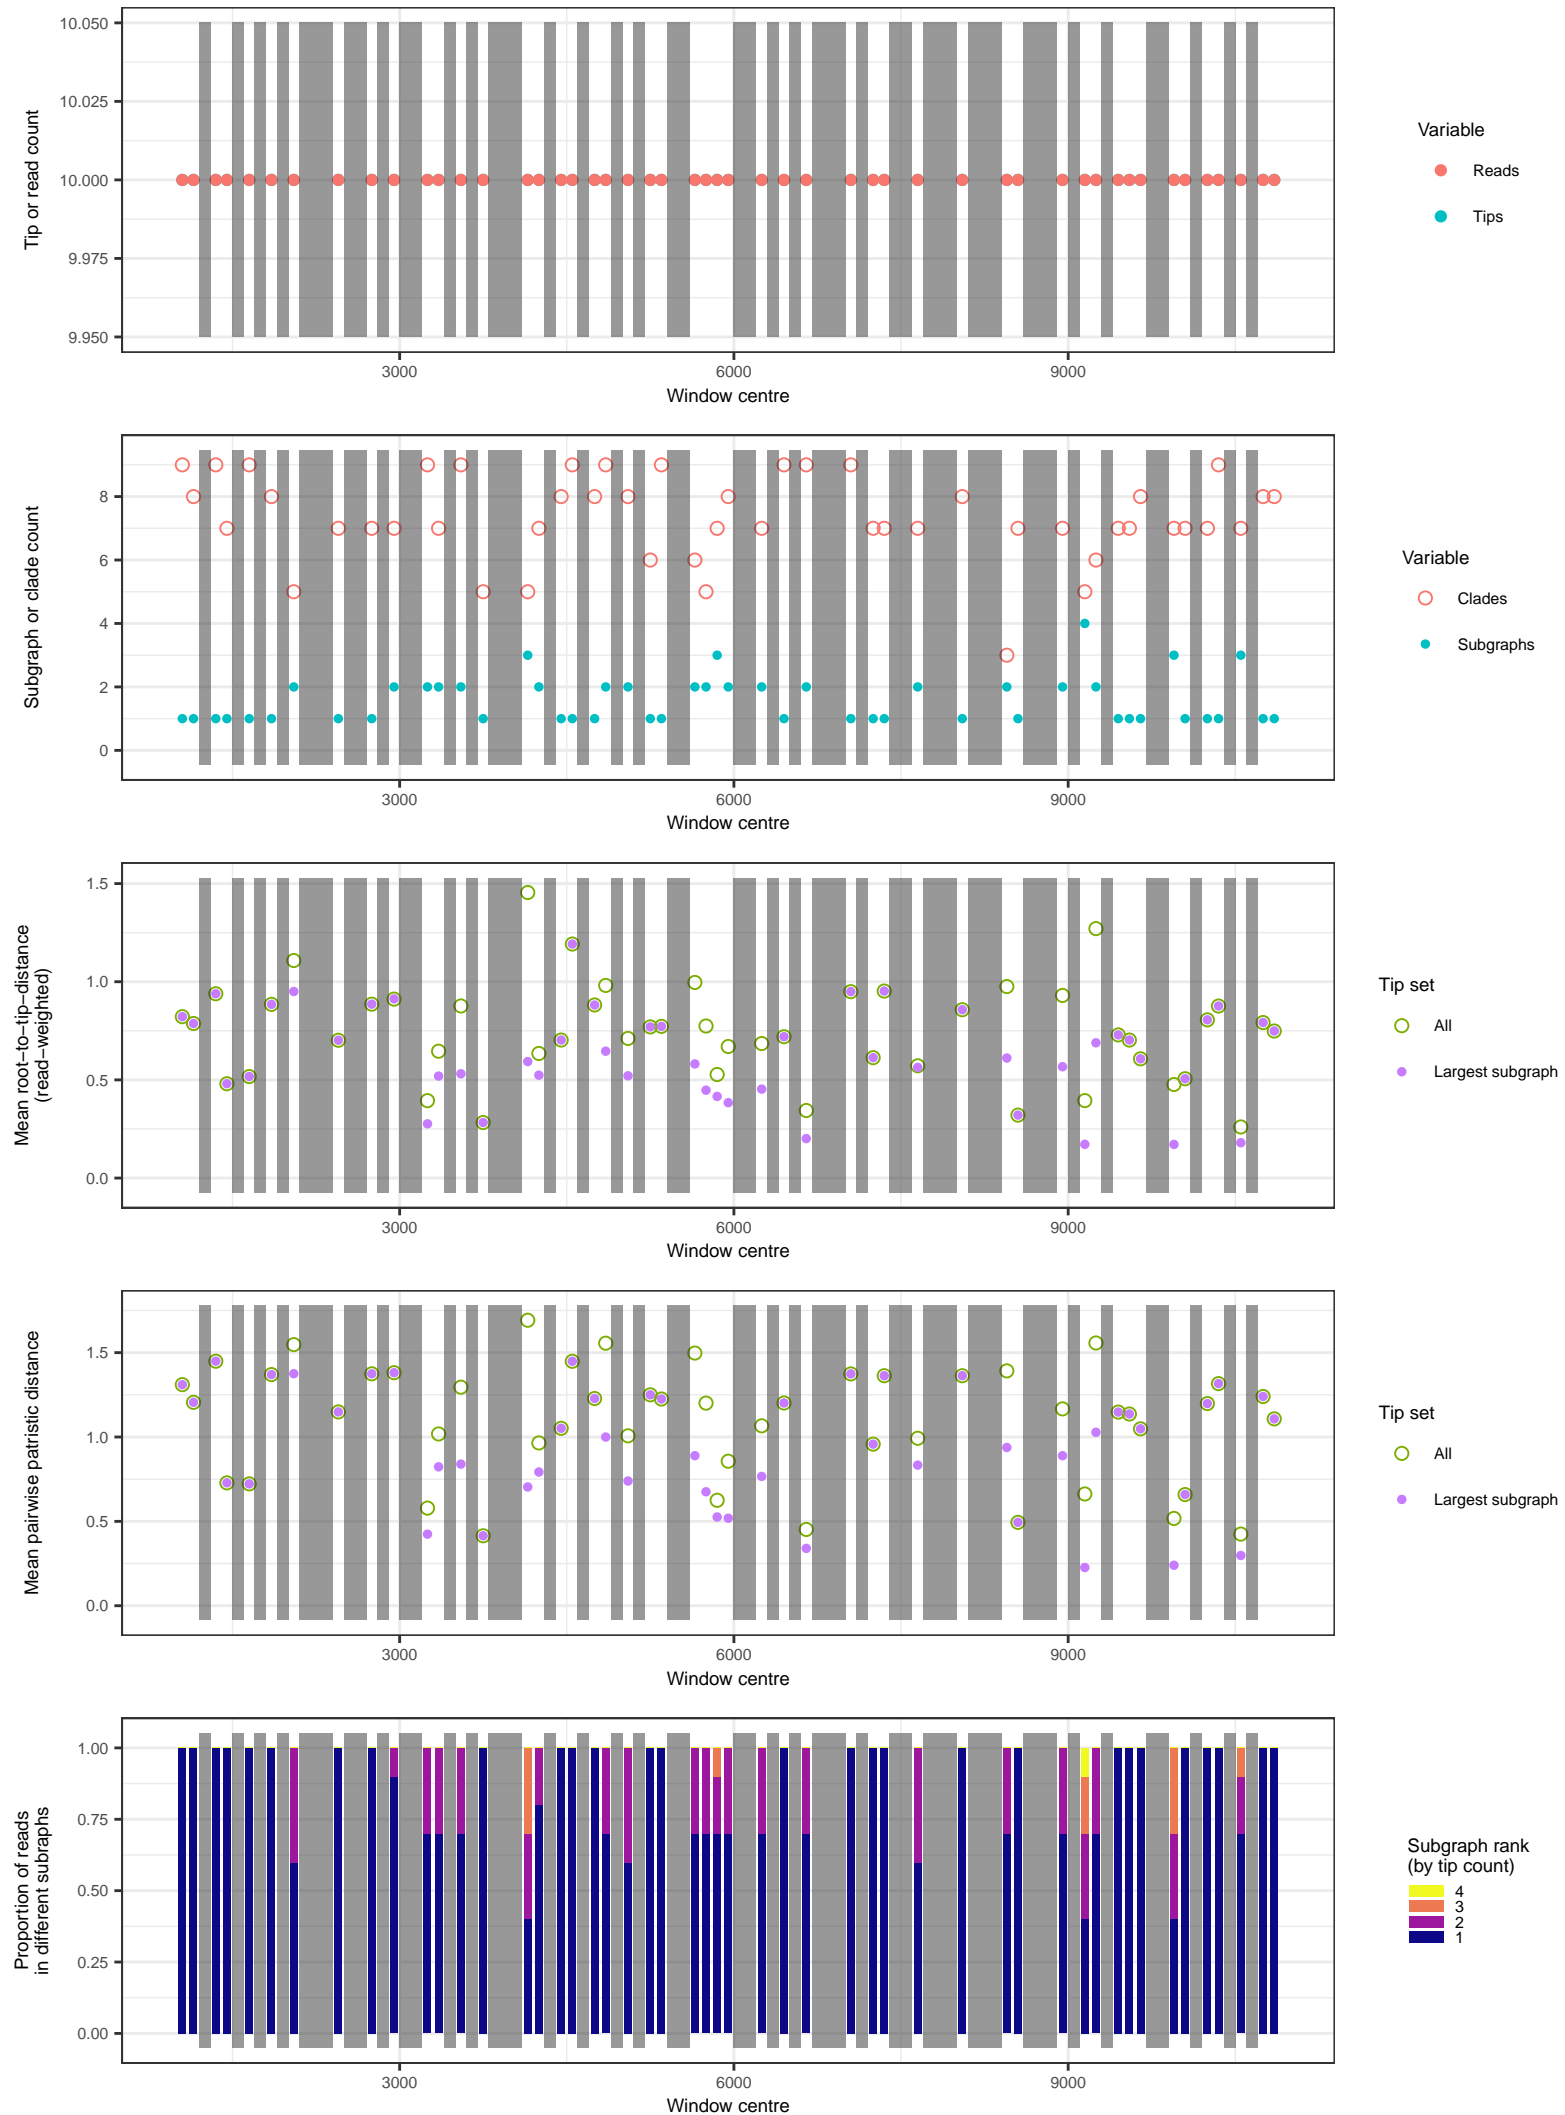 10.050
10.025
10.000
9.975
9.950
Tip or read count
3000
6000
9000
Window centre
Variable
Reads
Tips
8
6
4
2
0
Subgraph or clade count
3000
6000
9000
Window centre
Variable
Clades
Subgraphs
1.5
1.0
0.5
0.0
Mean root−to−tip−distance
(read−weighted)
3000
6000
9000
Window centre
Tip set
All
Largest subgraph
1.5
1.0
0.5
0.0
Mean pairwise patristic distance
3000
6000
9000
Window centre
Tip set
All
Largest subgraph
1.00
0.75
0.50
0.25
0.00
Proportion of reads
in different subraphs
3000
6000
9000
Window centre
Subgraph rank
(by tip count)
4
3
2
1